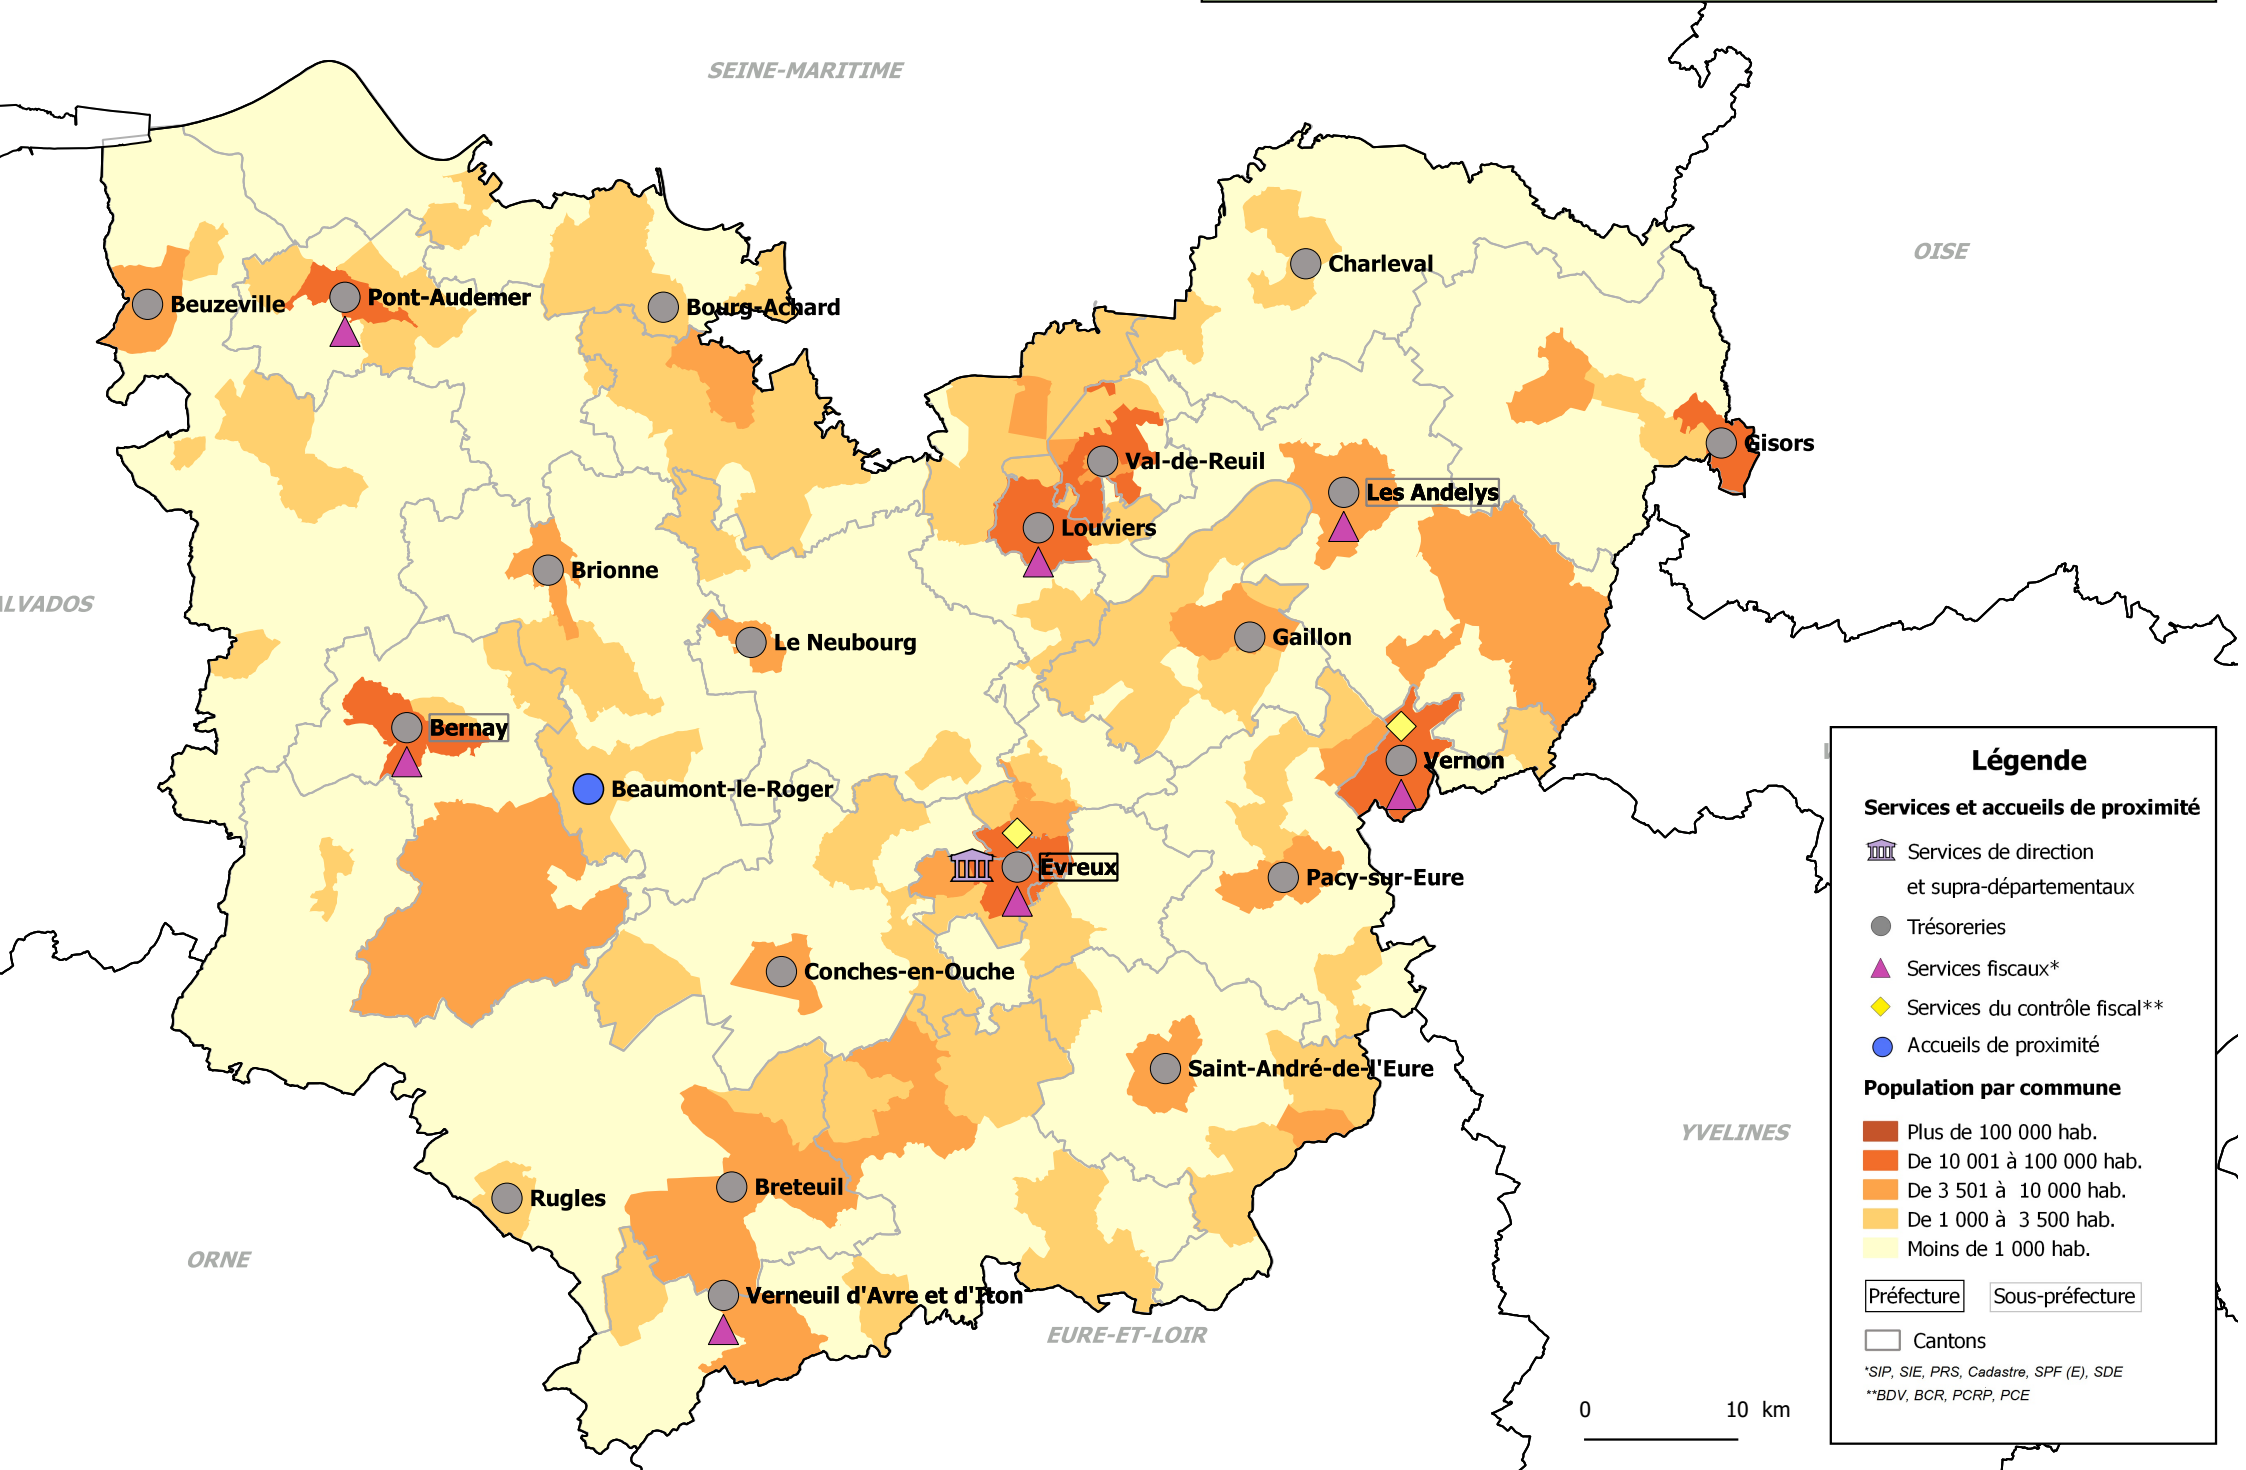 SEINE-MARITIME
OISE
Charleval
Beuzeville
Pont-Audemer
Bourg-Achard
Gisors
Val-de-Reuil
Les Andelys
Louviers
Brionne
ALVADOS
Gaillon
Le Neubourg
Bernay
Vernon
Beaumont-le-Roger
Évreux
Pacy-sur-Eure
Conches-en-Ouche
Saint-André-de-l'Eure
YVELINES
Breteuil
Rugles
ORNE
Verneuil d'Avre et d'Iton
EURE-ET-LOIR
0 10 km
Légende
Services et accueils de proximité
Services de direction
et supra-départementaux
Trésoreries
Services fiscaux*
Services du contrôle fiscal**
Accueils de proximité
Population par commune
Plus de 100 000 hab.
De 10 001 à 100 000 hab.
De 3 501 à 10 000 hab.
De 1 000 à 3 500 hab.
Moins de 1 000 hab.
Préfecture Sous-préfecture
Cantons
*SIP, SIE, PRS, Cadastre, SPF (E), SDE
**BDV, BCR, PCRP, PCE